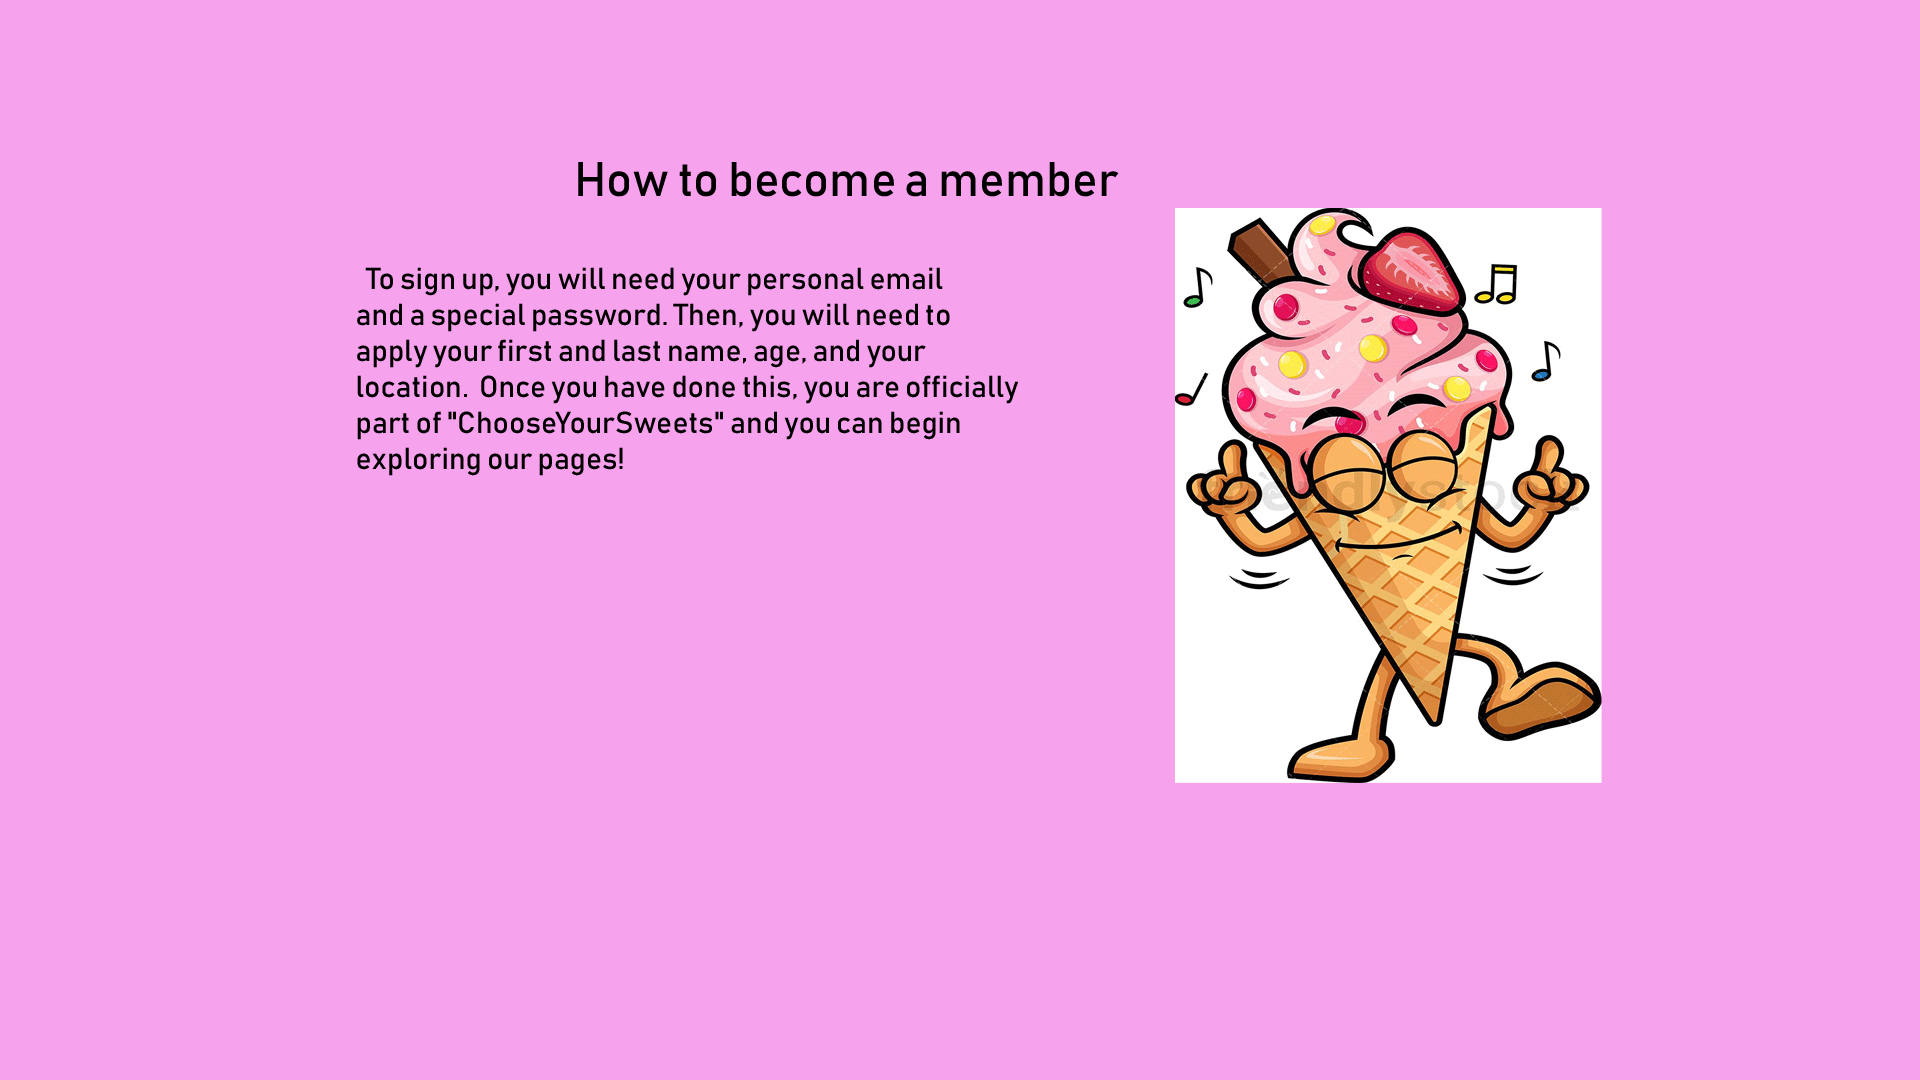 How to become a member
To sign up, you will need your personal email
and a special password. Then, you will need to
apply your first and last name, age, and your
location.  Once you have done this, you are officially
part of "ChooseYourSweets" and you can begin
exploring our pages!